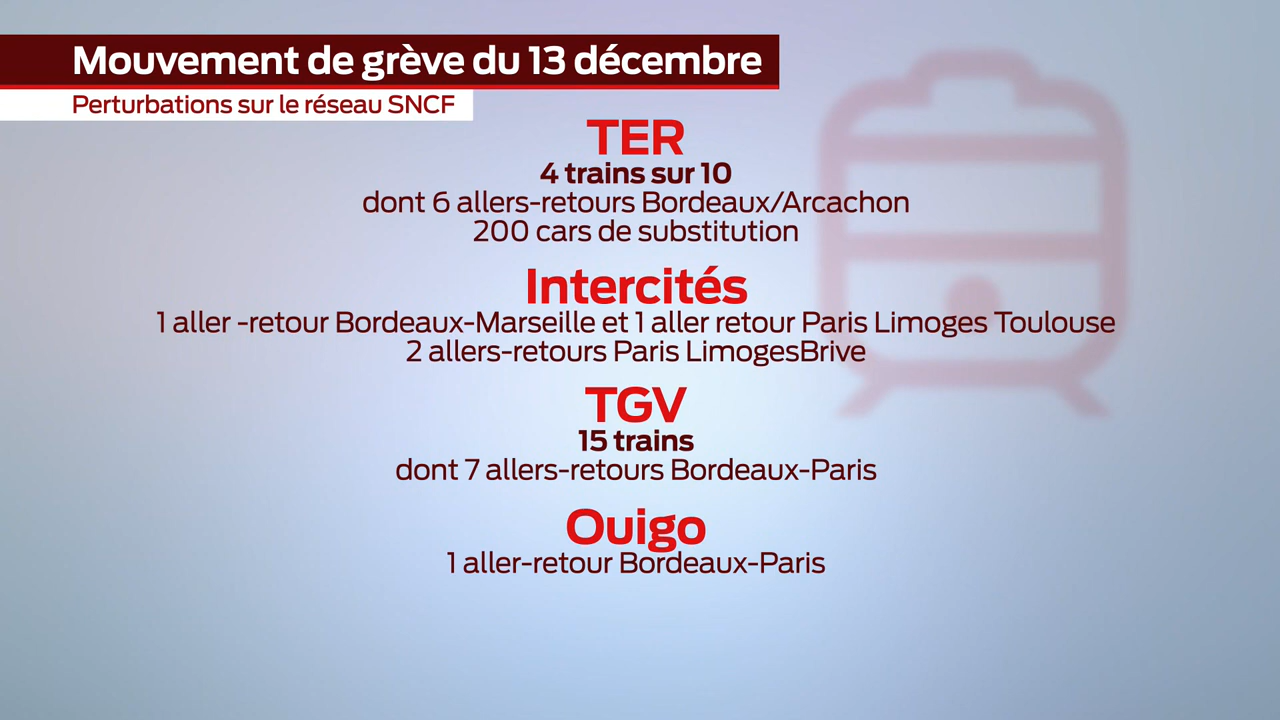 Mouvement de grève du 13 décembre
Perturbations sur le réseau SNCF
TER
4 trains sur 10
dont 6 allers-retours Bordeaux/Arcachon
200 cars de substitution
Intercités
1 aller -retour Bordeaux-Marseille et 1 aller retour Paris Limoges Toulouse
2 allers-retours Paris LimogesBrive
TGV
15 trains
dont 7 allers-retours Bordeaux-Paris
Ouigo
1 aller-retour Bordeaux-Paris